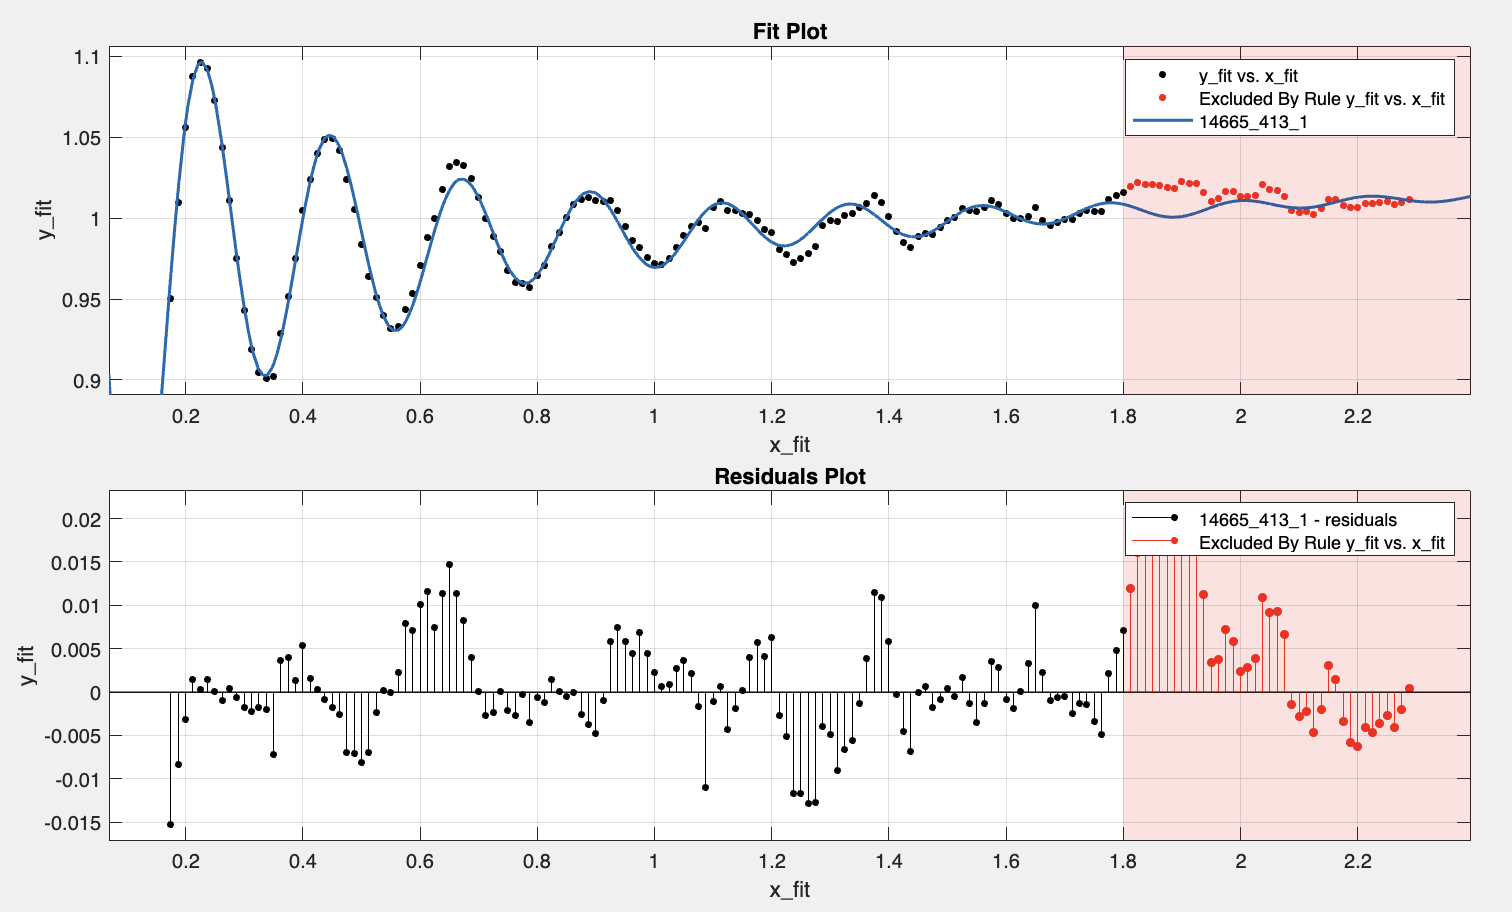 Fit Plot
1.1
1.05
1
0.95
0.9
y_fit
y_fit vs. x_fit
Excluded By Rule y_fit vs. x_fit
14665_413_1
0.2 0.4 0.6 0.8 1 1.2 1.4 1.6 1.8 2 2.2
x_fit
Residuals Plot
0.02
0.015
0.01
0.005
0
-0.005
-0.01
-0.015
y_fit
14665_413_1 - residuals
Excluded By Rule y_fit vs. x_fit
0.2 0.4 0.6 0.8 1 1.2 1.4 1.6 1.8 2 2.2
x_fit